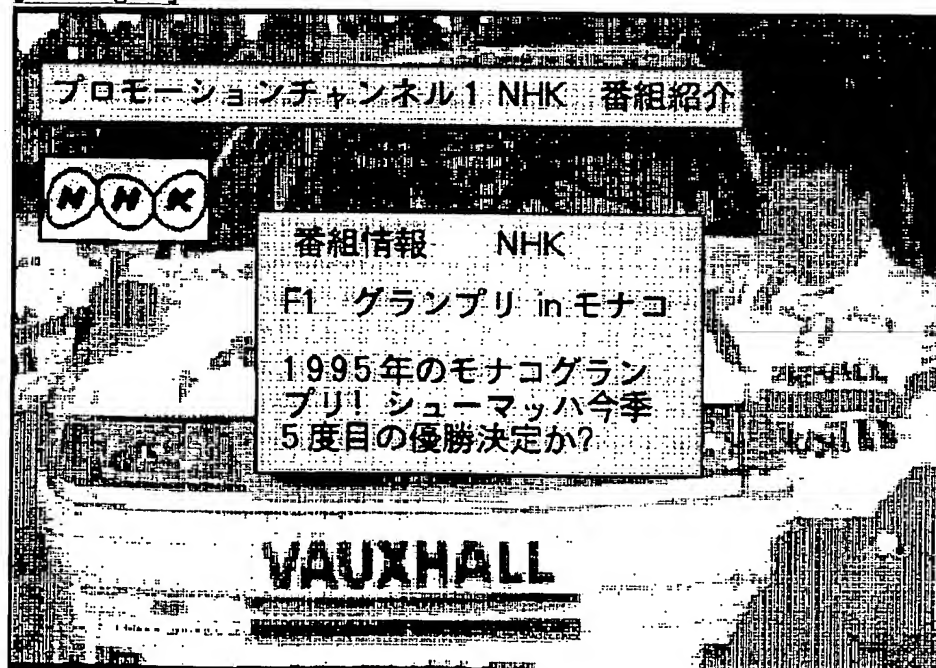 プロモーションチャンネル1 NHK 番組紹介
NHK
番組情報 NHK
F1 グランプリ in モナコ
1995年のモナコグラン
プリ! シューマッハ今季
5度目の優勝決定か?
VAUXHALL